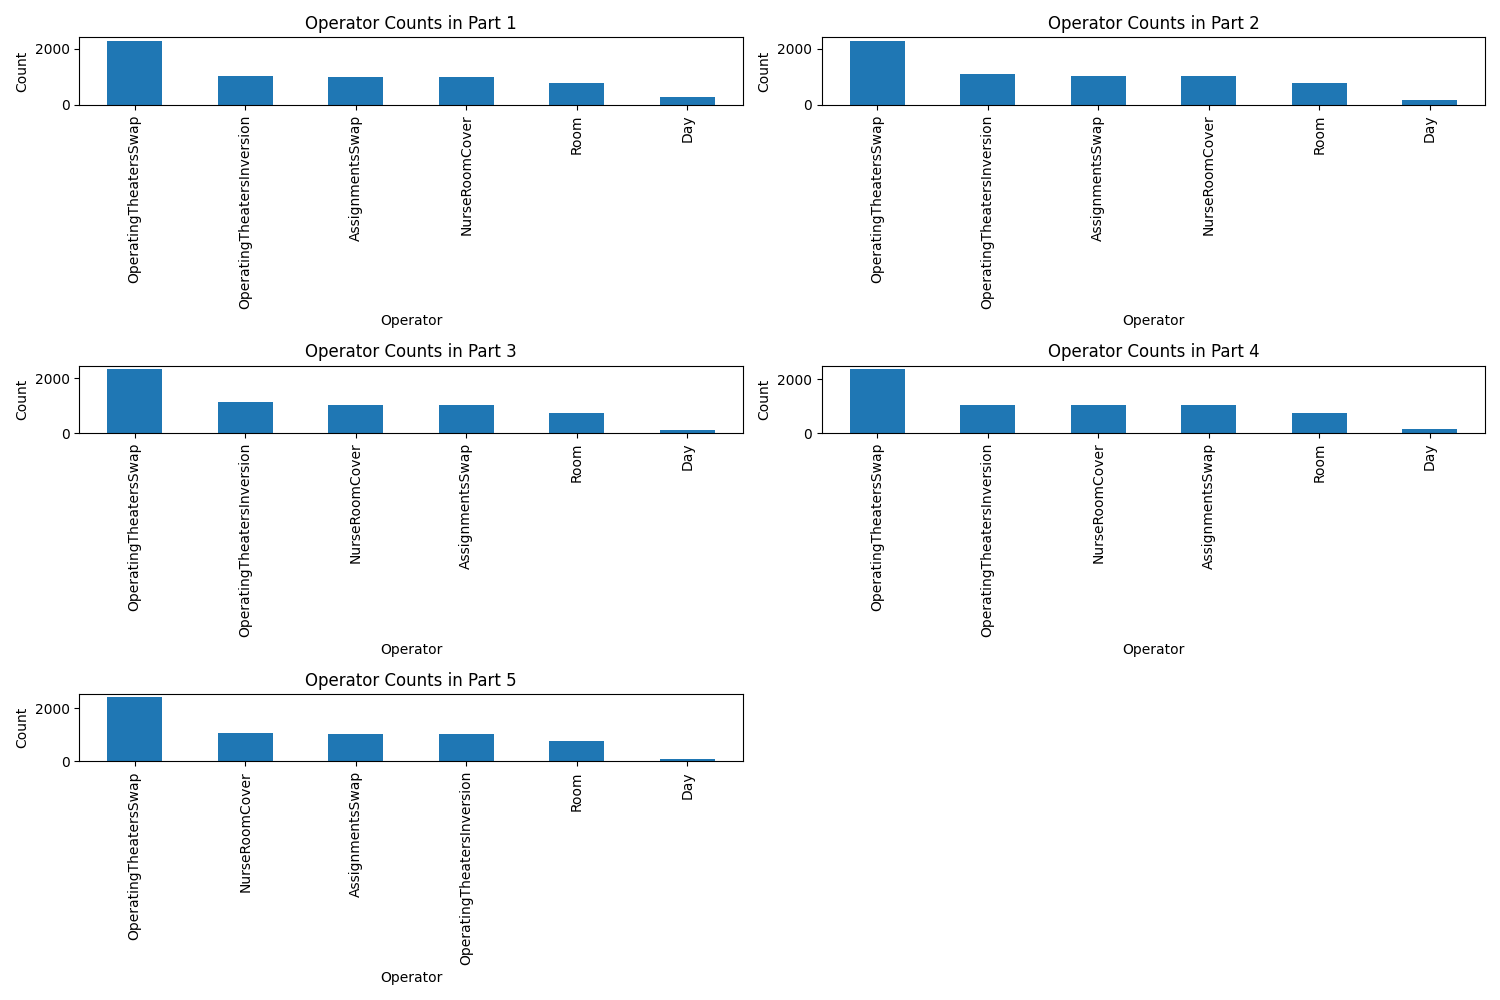 Operator Counts in Part 1
Count
2000
0
OperatingTheatersSwap
OperatingTheatersInversion
AssignmentsSwap
NurseRoomCover
Room
Day
Operator
Operator Counts in Part 2
Count
2000
0
OperatingTheatersSwap
OperatingTheatersInversion
AssignmentsSwap
NurseRoomCover
Room
Day
Operator
Operator Counts in Part 3
Count
2000
0
OperatingTheatersSwap
OperatingTheatersInversion
NurseRoomCover
AssignmentsSwap
Room
Day
Operator
Operator Counts in Part 4
Count
2000
0
OperatingTheatersSwap
OperatingTheatersInversion
NurseRoomCover
AssignmentsSwap
Room
Day
Operator
Operator Counts in Part 5
Count
2000
0
OperatingTheatersSwap
NurseRoomCover
AssignmentsSwap
OperatingTheatersInversion
Room
Day
Operator